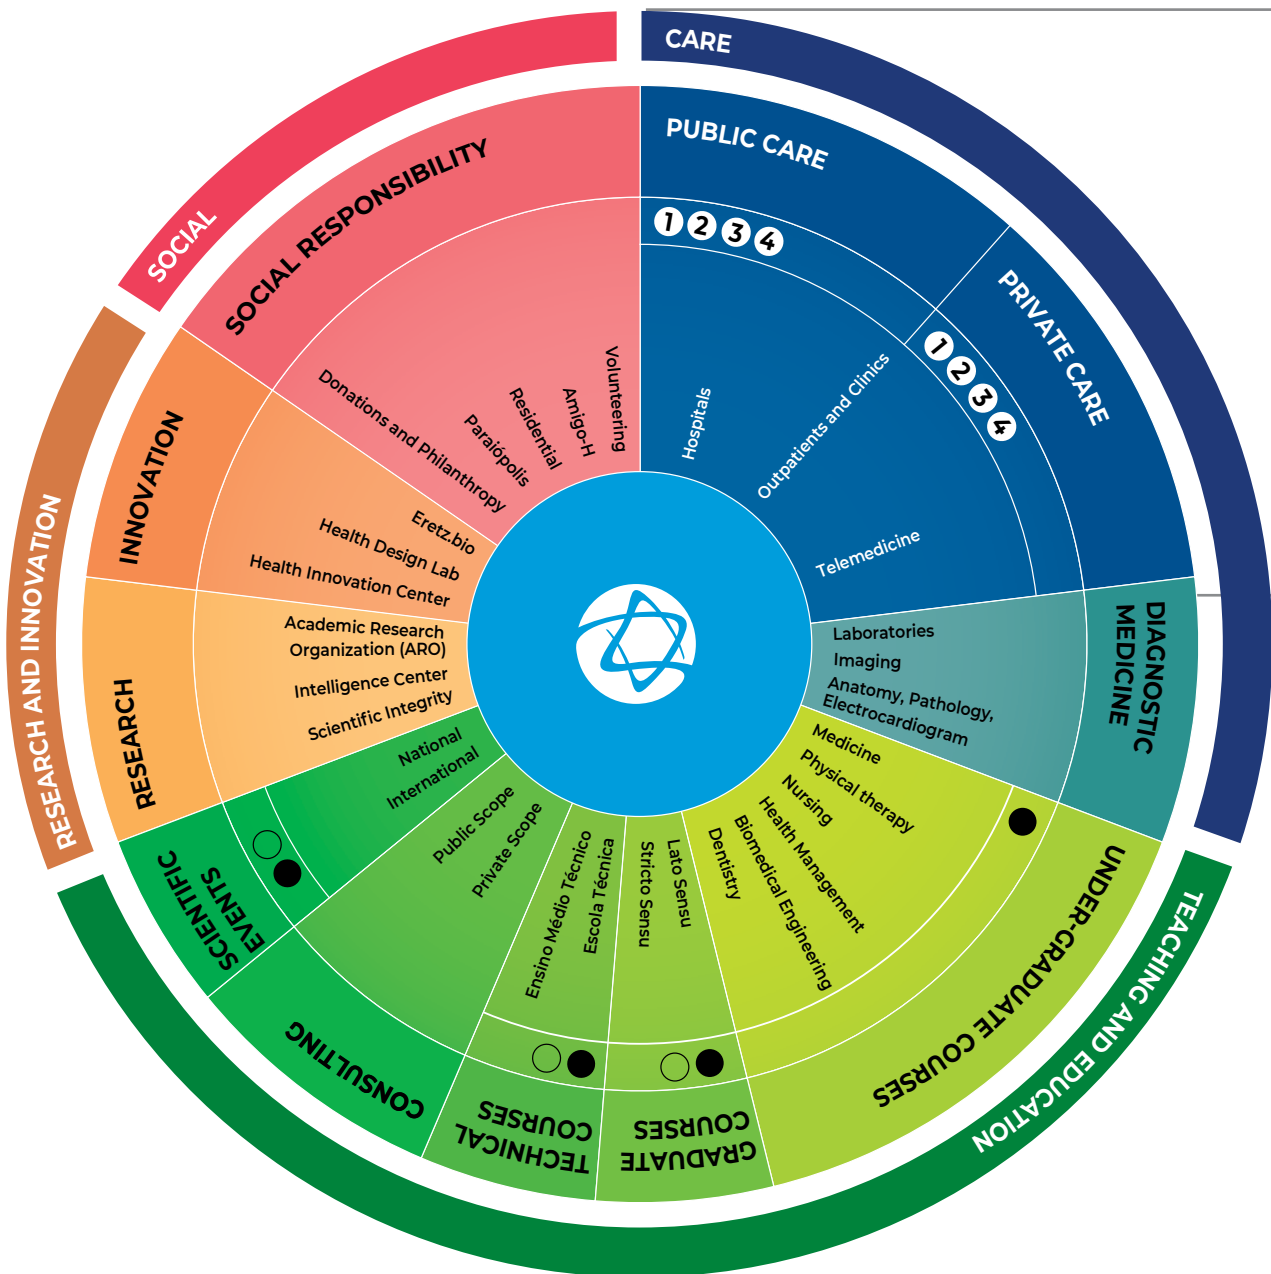 CARE
PUBLIC CARE
1 2 3 4
PRIVATE CARE
1 2 3 4
Hospitals
Outpatients and Clinics
Telemedicine
DIAGNOSTIC
MEDICINE
Laboratories
Imaging
Anatomy, Pathology,
Electrocardiogram
TEACHING AND EDUCATION
UNDER-GRADUATE COURSES
Medicine
Physical therapy
Nursing
Health Management
Biomedical Engineering
Dentistry
GRADUATE
COURSES
Lato Sensu
Stricto Sensu
TECHNICAL
COURSES
Escola Técnica
Ensino Médio Técnico
CONSULTING
Private Scope
Public Scope
SCIENTIFIC
EVENTS
International
National
RESEARCH AND INNOVATION
RESEARCH
Academic Research
Organization (ARO)
Intelligence Center
Scientific Integrity
INNOVATION
Eretz.bio
Health Design Lab
Health Innovation Center
SOCIAL
SOCIAL RESPONSIBILITY
Donations and Philanthropy
Paraiópolis
Residential
Amigo-H
Volunteering